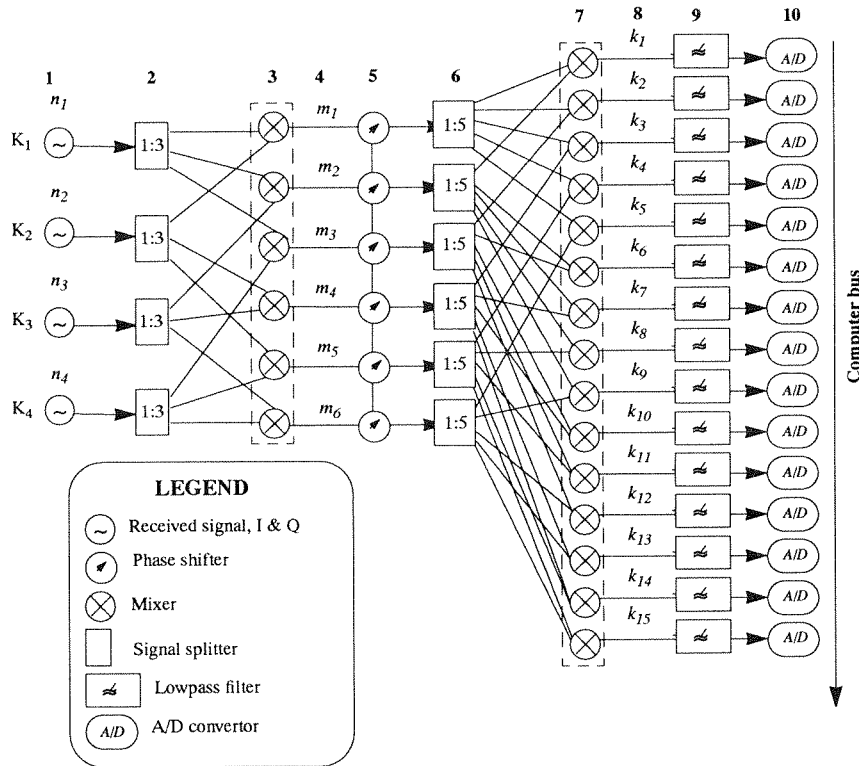 1 2 3 4 5 6 7 8 9 10
n1 m1 k1 A/D
K1 1:3 1:5 k2 A/D
n2 m2 k3 A/D
K2 1:3 1:5 k4 A/D
n3 m3 k5 A/D
K3 1:3 1:5 k6 A/D
n4 m4 k7 A/D
K4 1:3 1:5 k8 A/D
m5 k9 A/D
1:5 k10 A/D
m6 k11 A/D
1:5 k12 A/D
k13 A/D
k14 A/D
k15 A/D
Computer bus
LEGEND
~ Received signal, I & Q
Phase shifter
Mixer
Signal splitter
Lowpass filter
A/D A/D convertor